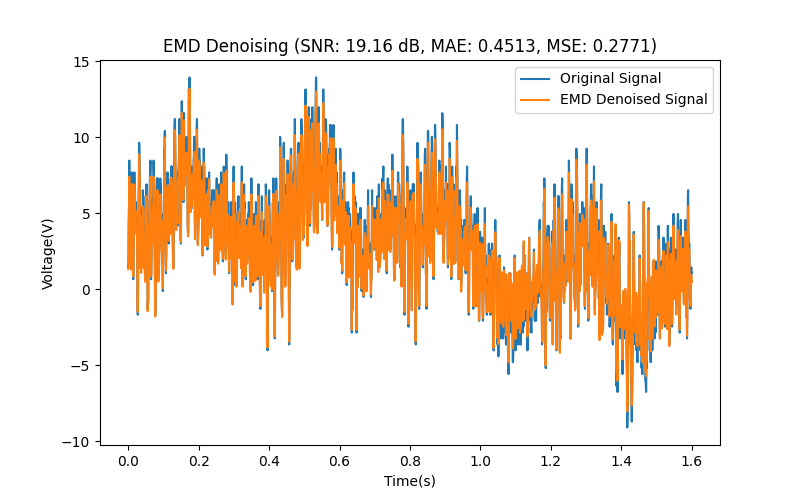 EMD Denoising (SNR: 19.16 dB, MAE: 0.4513, MSE: 0.2771)
Original Signal
EMD Denoised Signal
15
10
5
0
−5
−10
Voltage(V)
0.0 0.2 0.4 0.6 0.8 1.0 1.2 1.4 1.6
Time(s)